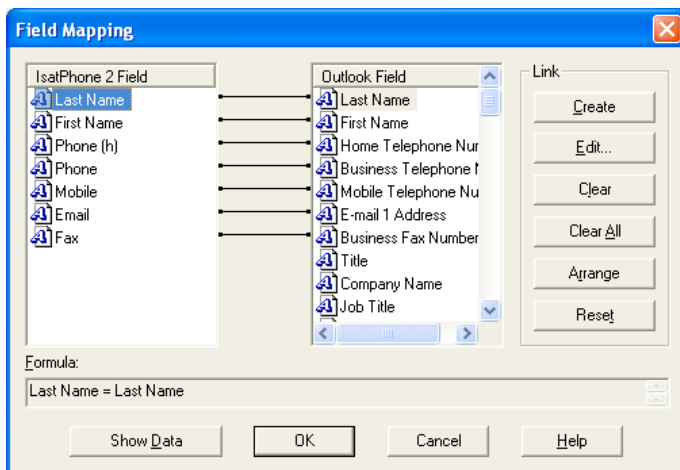 Field Mapping
IsatPhone 2 Field
Last Name
First Name
Phone (h)
Phone
Mobile
Email
Fax
Outlook Field
Last Name
First Name
Home Telephone Nur
Business Telephone N
Mobile Telephone Nu
E-mail 1 Address
Business Fax Number
Title
Company Name
Job Title
Link
Create
Edit...
Clear
Clear All
Arrange
Reset
Formula:
Last Name = Last Name
Show Data
OK
Cancel
Help